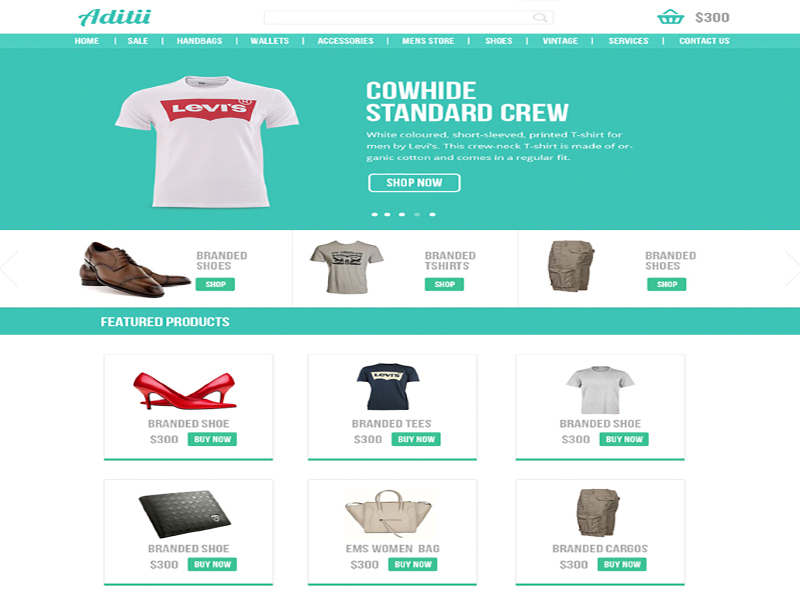 Aditii
$300
HOME | SALE | HANDBAGS | WALLETS | ACCESSORIES | MENS STORE | SHOES | VINTAGE | SERVICES | CONTACT US
LEVI'S
COWHIDE
STANDARD CREW
White coloured, short-sleeved, printed T-shirt for
men by Levi's. This crew-neck T-shirt is made of or-
ganic cotton and comes in a regular fit.
SHOP NOW
BRANDED
SHOES
SHOP
BRANDED
TSHIRTS
SHOP
BRANDED
SHOES
SHOP
FEATURED PRODUCTS
BRANDED SHOE
$300 BUY NOW
LEVI'S
BRANDED TEES
$300 BUY NOW
BRANDED SHOE
$300 BUY NOW
BRANDED SHOE
$300 BUY NOW
EMS WOMEN BAG
$300 BUY NOW
BRANDED CARGOS
$300 BUY NOW